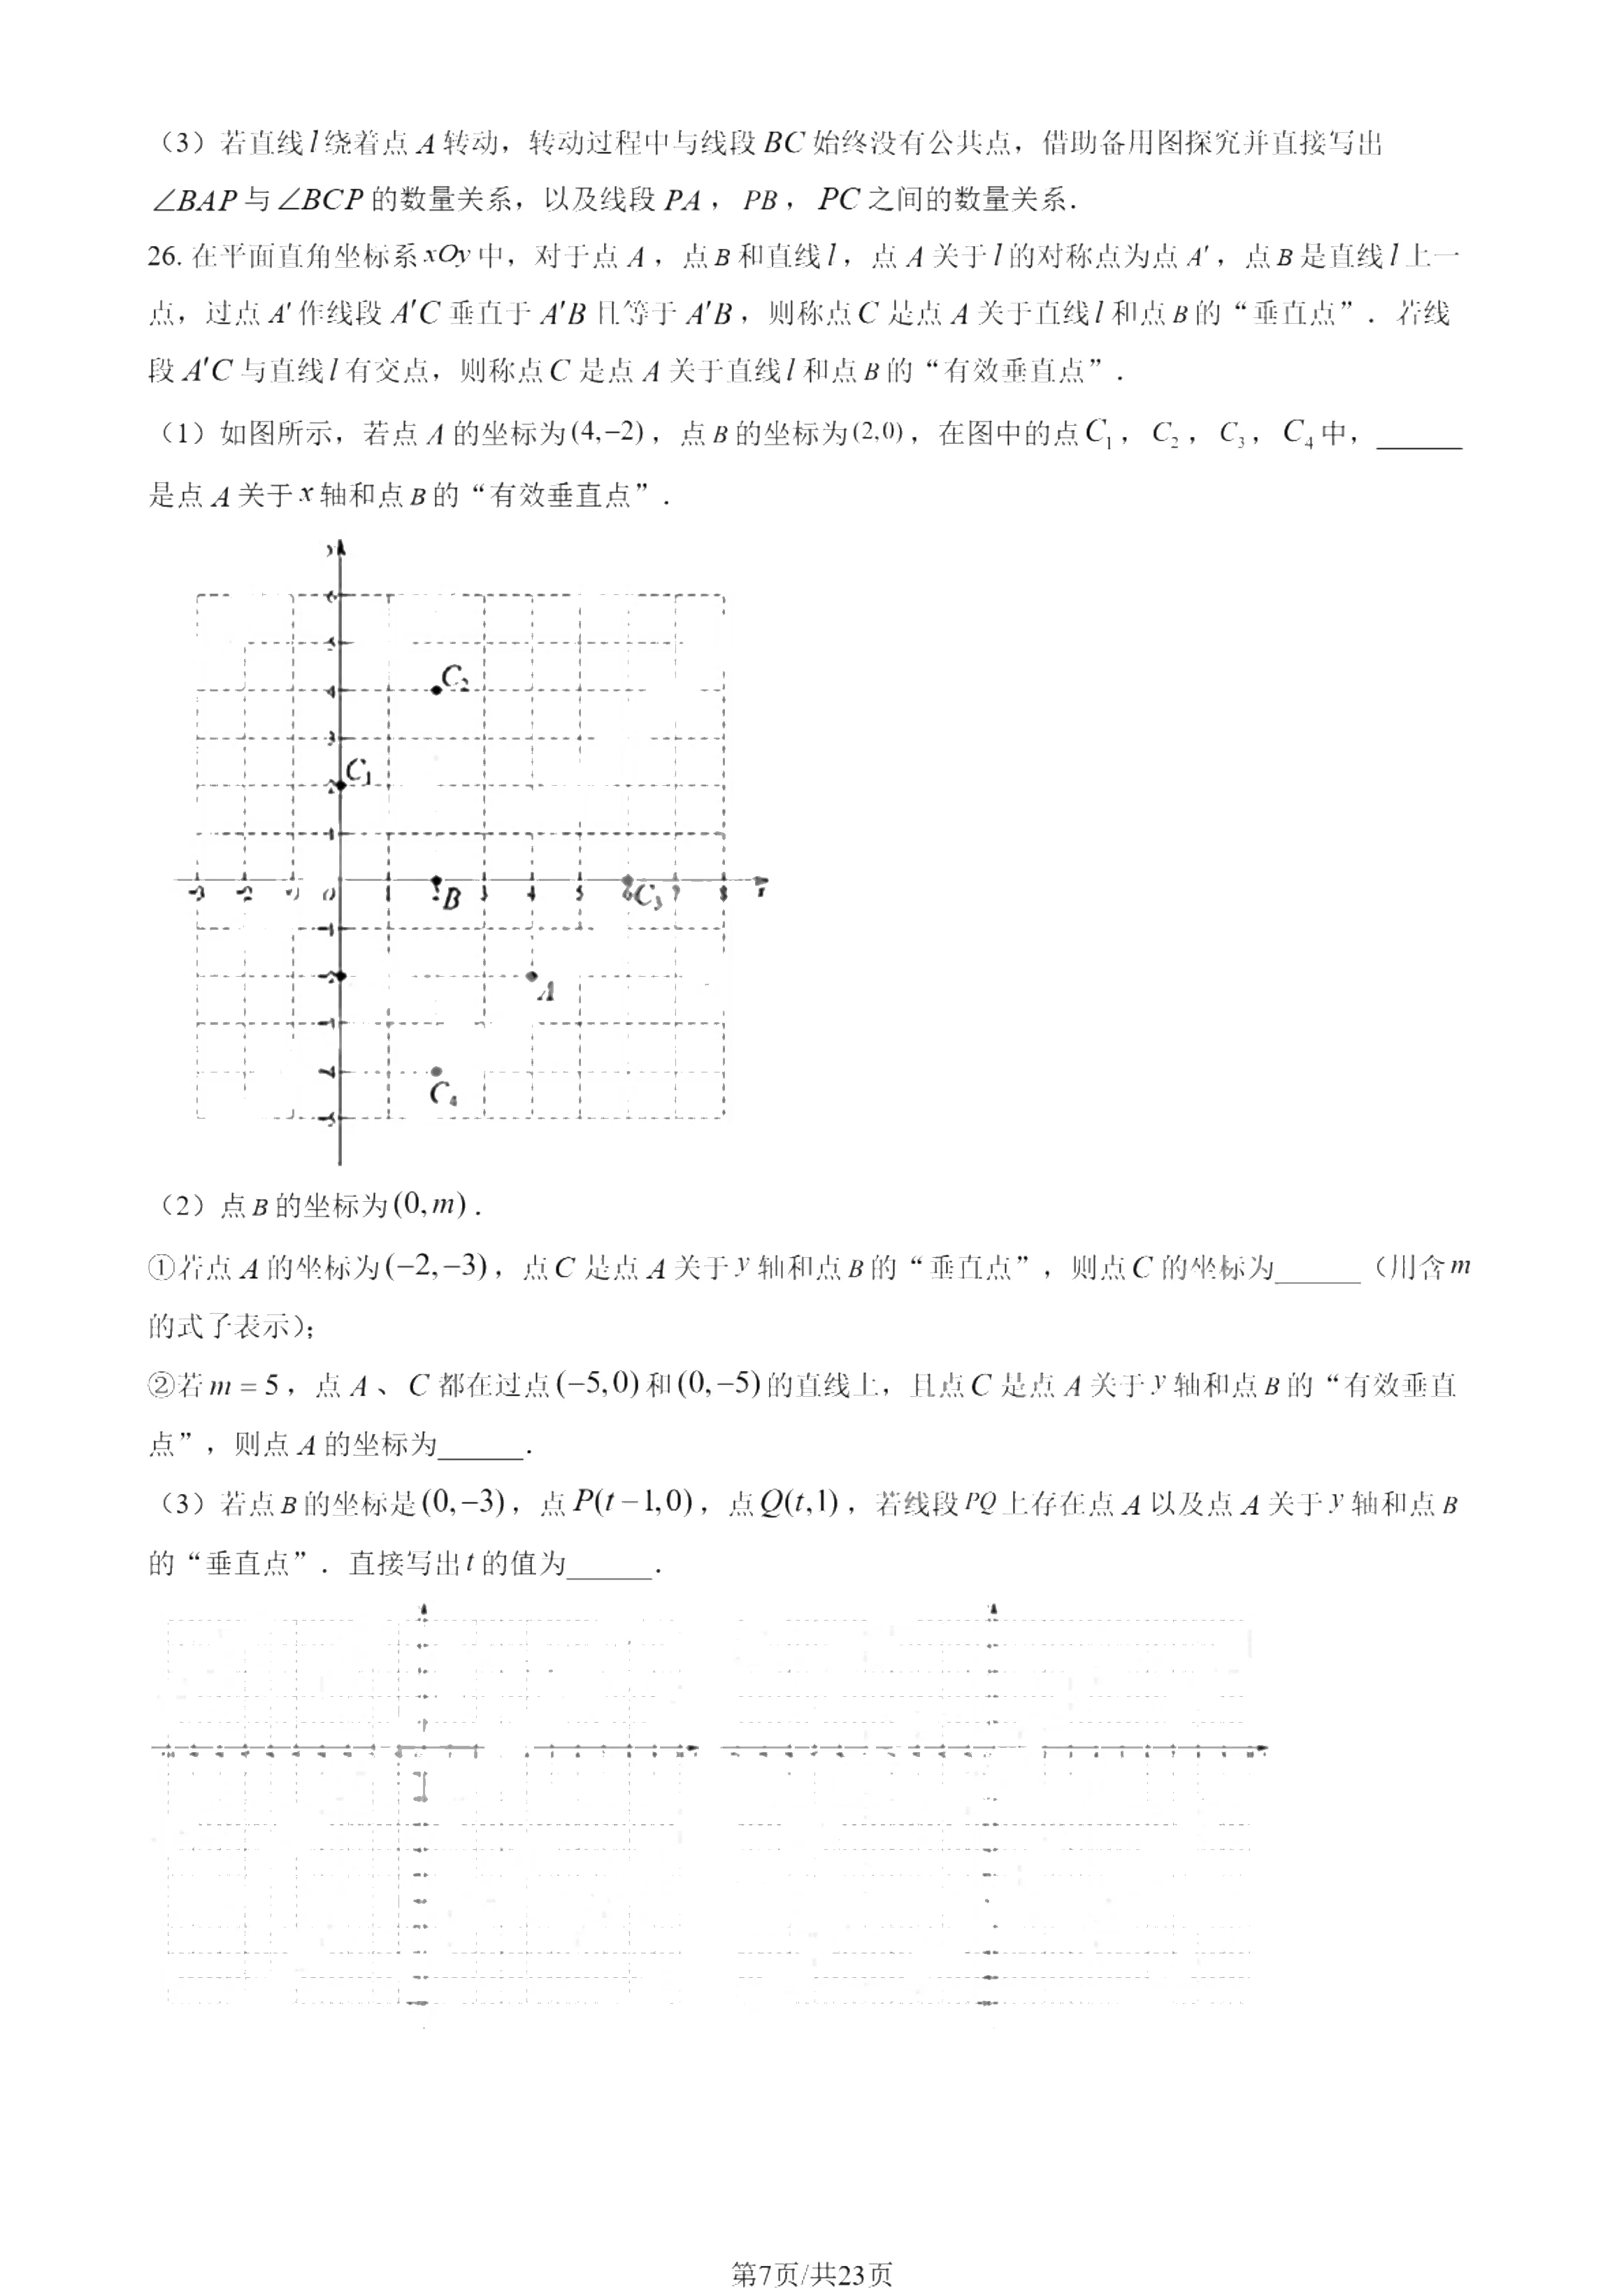 （3）若直线l绕着点A转动，转动过程中与线段BC始终没有公共点，借助备用图探究并直接写出
∠BAP与∠BCP的数量关系，以及线段PA，PB，PC之间的数量关系.
26. 在平面直角坐标系xOy中，对于点A，点B和直线l，点A关于l的对称点为点A′，点B是直线l上一
点，过点A′作线段A′C垂直于A′B且等于A′B，则称点C是点A关于直线l和点B的“垂直点”．若线
段A′C与直线l有交点，则称点C是点A关于直线l和点B的“有效垂直点”．
（1）如图所示，若点A的坐标为(4,−2)，点B的坐标为(2,0)，在图中的点C₁，C₂，C₃，C₄中，______
是点A关于x轴和点B的“有效垂直点”．
y
6
4
C₂
3
C₁
1
-3 -2 O 1 B 3 4 5 6 C₃ 7 8
A
C₄
（2）点B的坐标为(0,m)．
①若点A的坐标为(−2,−3)，点C是点A关于y轴和点B的“垂直点”，则点C的坐标为______（用含m
的式子表示）；
②若m=5，点A、C都在过点(−5,0)和(0,−5)的直线上，且点C是点A关于y轴和点B的“有效垂直
点”，则点A的坐标为______．
（3）若点B的坐标是(0,−3)，点P(t−1,0)，点Q(t,1)，若线段PQ上存在点A以及点A关于y轴和点B
的“垂直点”．直接写出t的值为______．
第7页/共23页